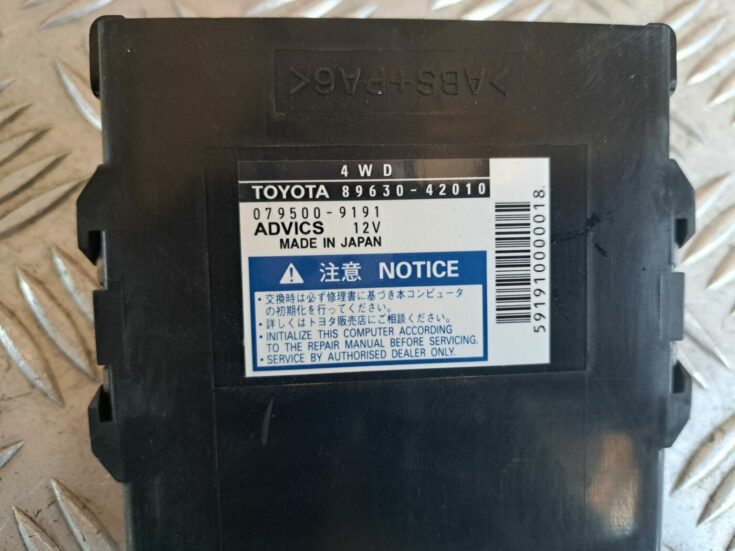 >ABS+PA6<
4WD
TOYOTA 89630-42010
079500-9191
ADVICS 12V
MADE IN JAPAN
注意 NOTICE
・交換時は必ず修理書に基づき本コンピュータ
の初期化を行ってください。
・詳しくはトヨタ販売店にご相談ください。
・INITIALIZE THIS COMPUTER ACCORDING
TO THE REPAIR MANUAL BEFORE SERVICING.
・SERVICE BY AUTHORISED DEALER ONLY.
591910000018